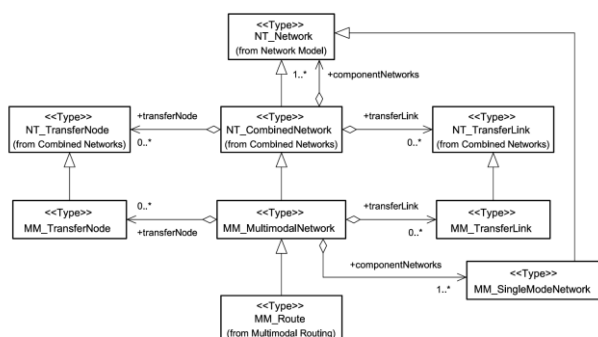 <<Type>>
NT_Network
(from Network Model)
1..*
+componentNetworks
<<Type>>
NT_TransferNode
(from Combined Networks)
+transferNode
0..*
<<Type>>
NT_CombinedNetwork
(from Combined Networks)
+transferLink
0..*
<<Type>>
NT_TransferLink
(from Combined Networks)
<<Type>>
MM_TransferNode
0..*
+transferNode
<<Type>>
MM_MultimodalNetwork
+transferLink
0..*
<<Type>>
MM_TransferLink
+componentNetworks
1..*
<<Type>>
MM_SingleModeNetwork
<<Type>>
MM_Route
(from Multimodal Routing)